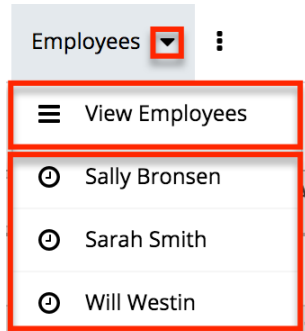 Employees
View Employees
Sally Bronsen
Sarah Smith
Will Westin